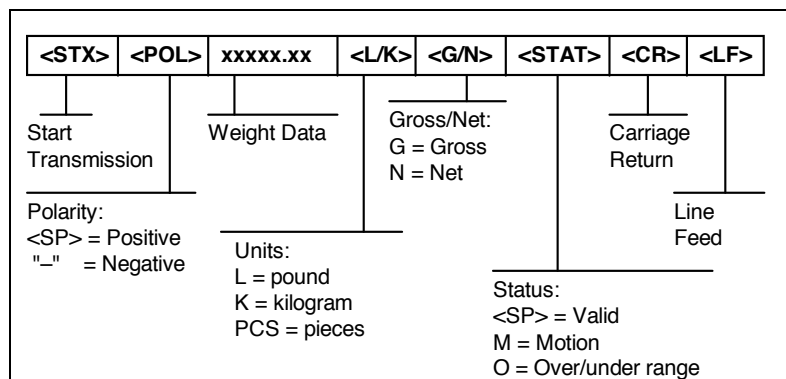 <STX> <POL> xxxxx.xx <L/K> <G/N> <STAT> <CR> <LF>
Start
Transmission
Weight Data
Gross/Net:
G = Gross
N = Net
Carriage
Return
Polarity:
<SP> = Positive
"–" = Negative
Units:
L = pound
K = kilogram
PCS = pieces
Line
Feed
Status:
<SP> = Valid
M = Motion
O = Over/under range